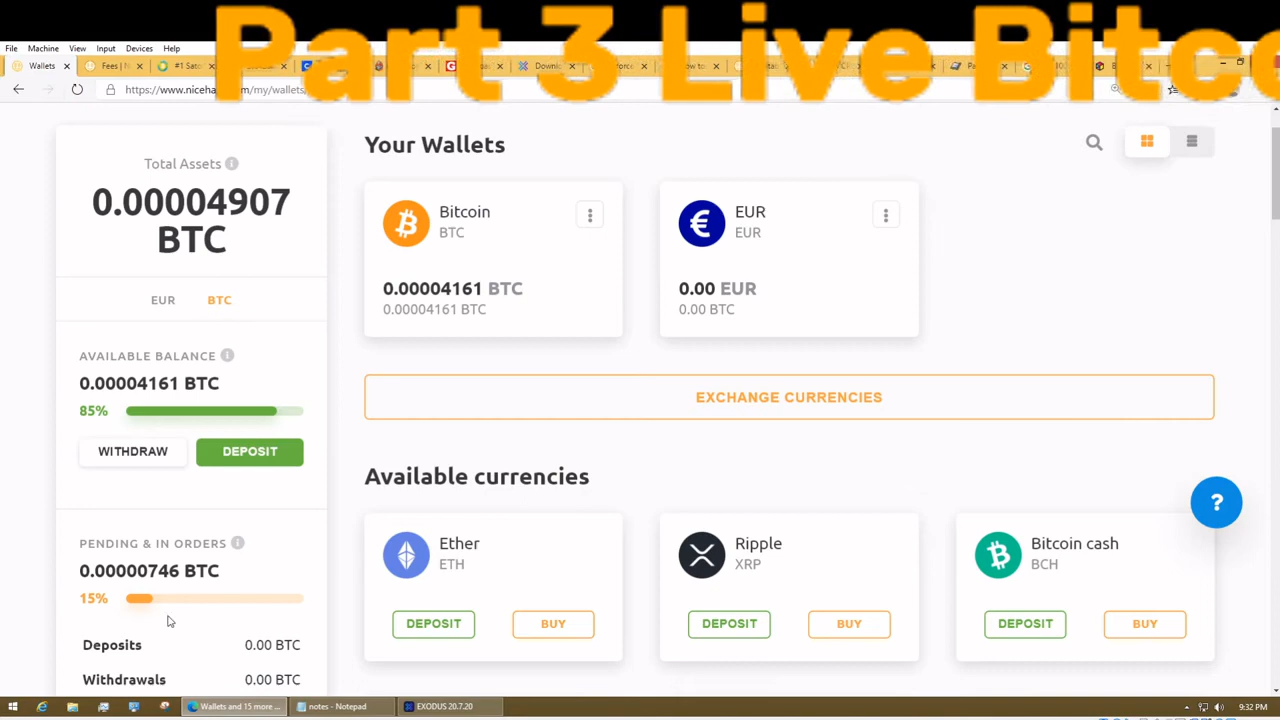 Part 3 Live Bitc
File Machine View Input Devices Help
Wallets
Fees | N
#1 Sato
Downl
https://www.niceha
m/my/wallets
Total Assets
0.00004907
BTC
EUR BTC
AVAILABLE BALANCE
0.00004161 BTC
85%
WITHDRAW DEPOSIT
PENDING & IN ORDERS
0.00000746 BTC
15%
Deposits 0.00 BTC
Withdrawals 0.00 BTC
Your Wallets
Bitcoin
BTC
0.00004161 BTC
0.00004161 BTC
EUR
EUR
0.00 EUR
0.00 BTC
EXCHANGE CURRENCIES
Available currencies
Ether
ETH
DEPOSIT BUY
Ripple
XRP
DEPOSIT BUY
Bitcoin cash
BCH
DEPOSIT BUY
?
Wallets and 15 more ...
notes - Notepad
EXODUS 20.7.20
9:32 PM